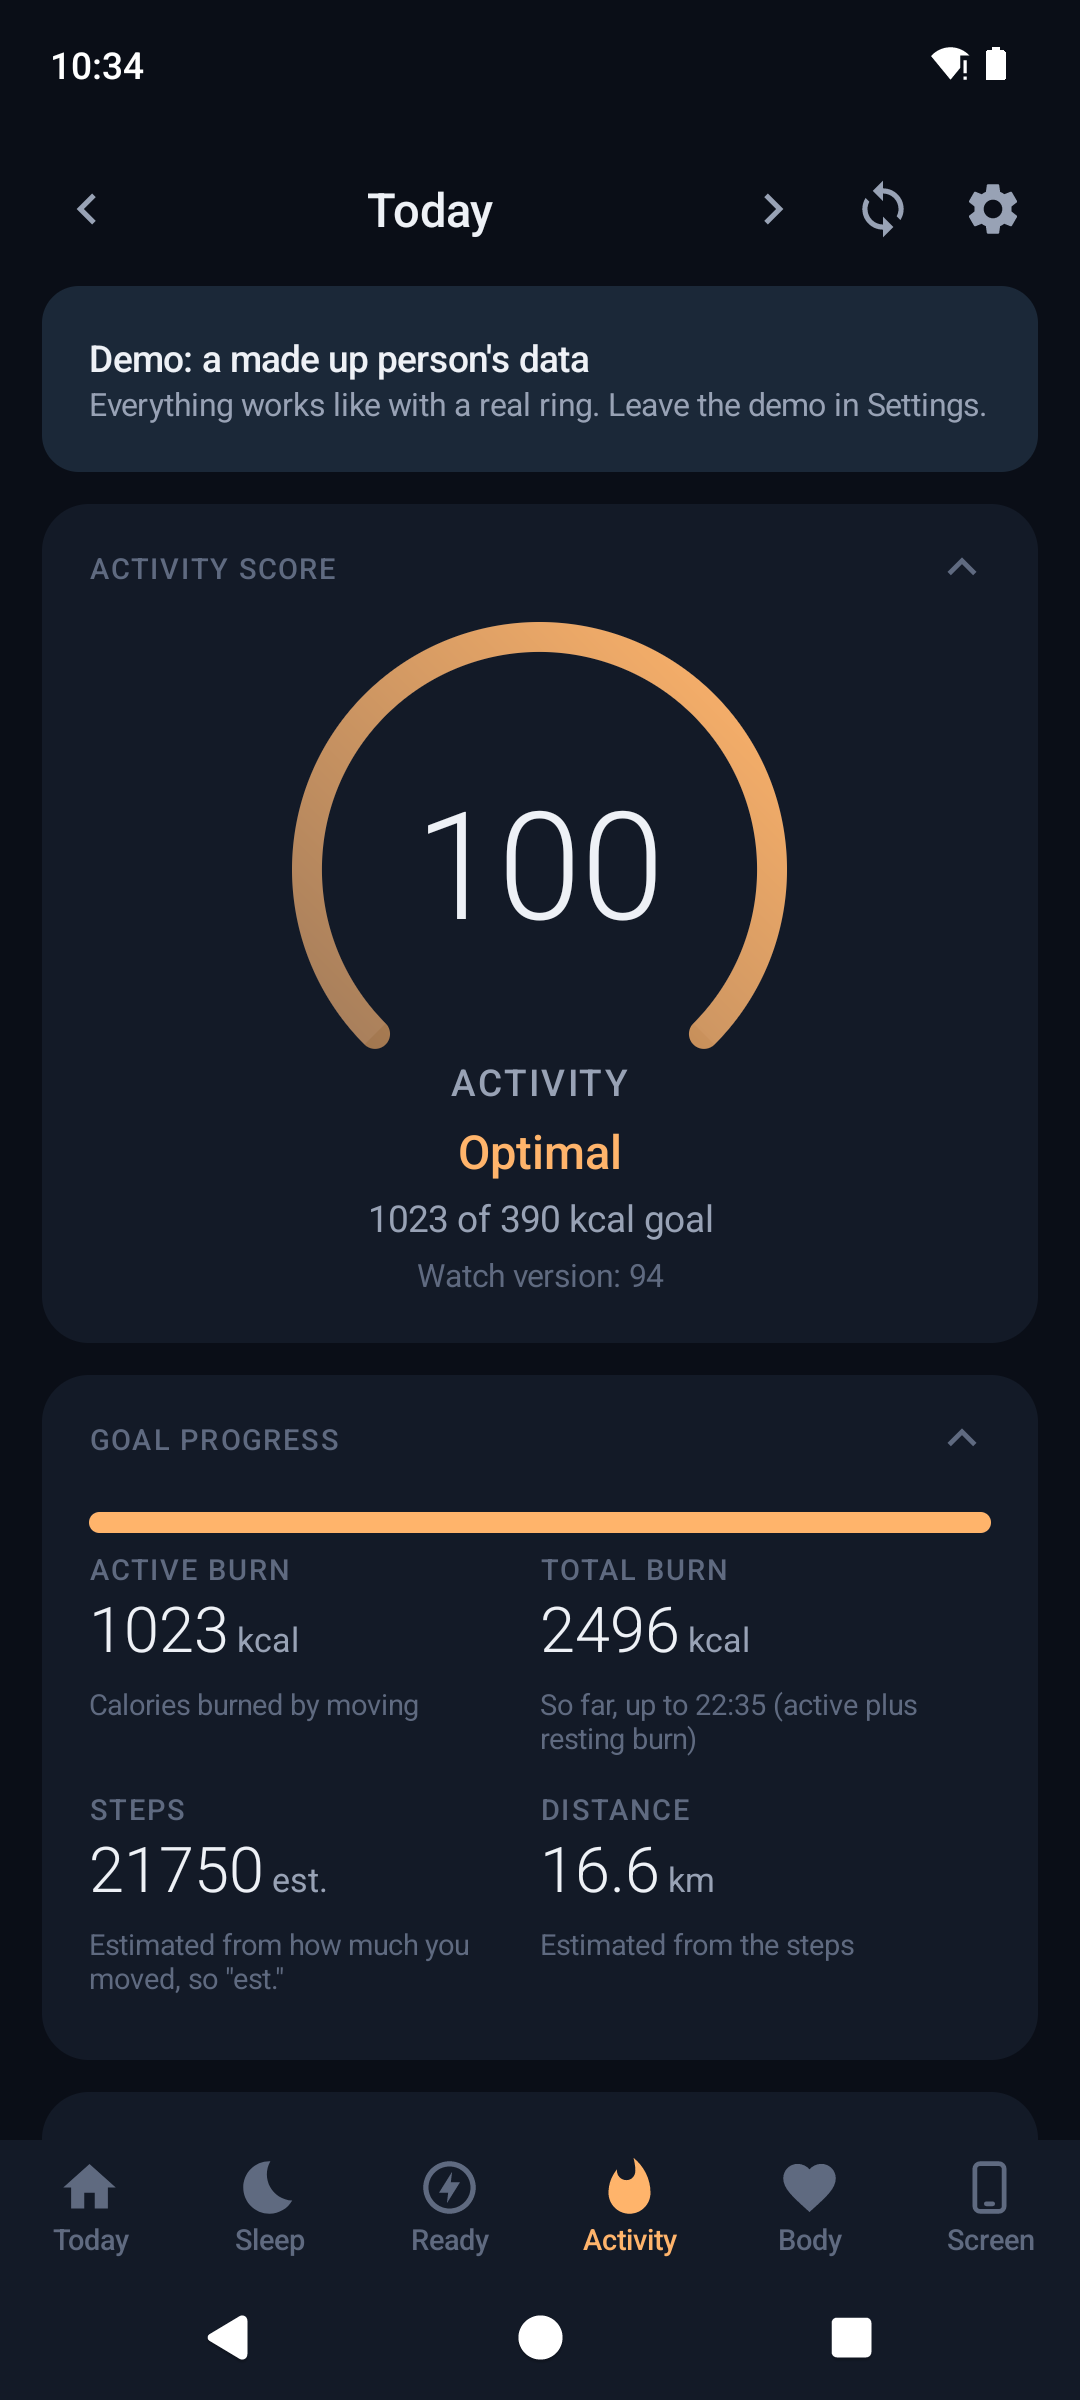 10:34
Today
Demo: a made up person's data
Everything works like with a real ring. Leave the demo in Settings.
ACTIVITY SCORE
100
ACTIVITY
Optimal
1023 of 390 kcal goal
Watch version: 94
GOAL PROGRESS
ACTIVE BURN
1023 kcal
Calories burned by moving
TOTAL BURN
2496 kcal
So far, up to 22:35 (active plus
resting burn)
STEPS
21750 est.
Estimated from how much you
moved, so "est."
DISTANCE
16.6 km
Estimated from the steps
Today
Sleep
Ready
Activity
Body
Screen